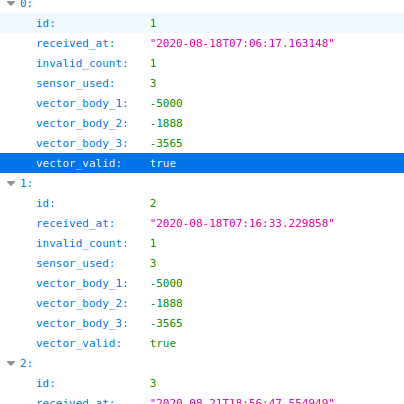 0:
id: 1
received_at: "2020-08-18T07:06:17.163148"
invalid_count: 1
sensor_used: 3
vector_body_1: -5000
vector_body_2: -1888
vector_body_3: -3565
vector_valid: true
1:
id: 2
received_at: "2020-08-18T07:16:33.229858"
invalid_count: 1
sensor_used: 3
vector_body_1: -5000
vector_body_2: -1888
vector_body_3: -3565
vector_valid: true
2:
id: 3
received_at: "2020-08-21T18:56:47.554949"